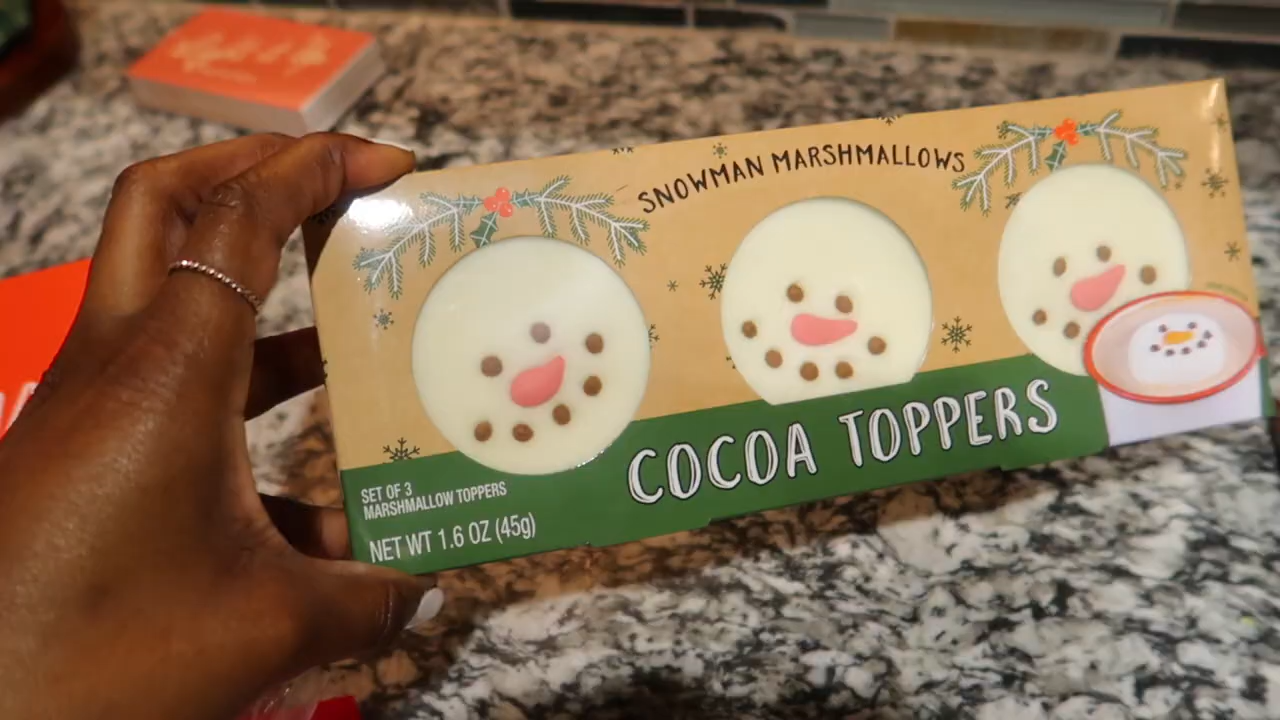 SNOWMAN MARSHMALLOWS
COCOA TOPPERS
SET OF 3
MARSHMALLOW TOPPERS
NET WT 1.6 OZ (45g)